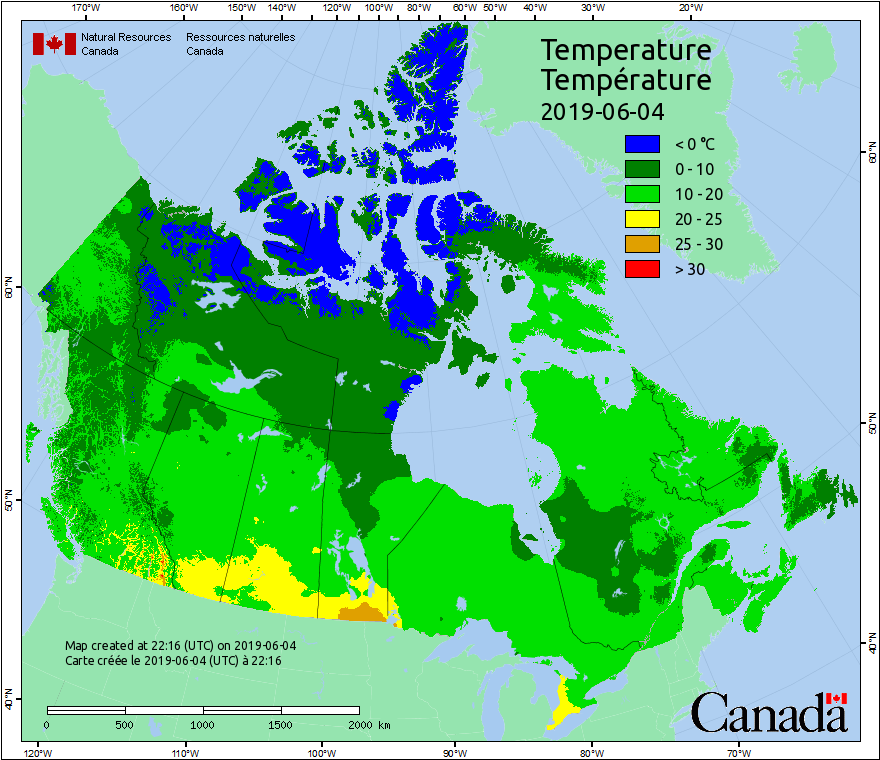 170°W 160°W 150°W 140°W 130°W 120°W 110°W 100°W 80°W 60°W 50°W 40°W 30°W 20°W
Natural Resources Canada
Ressources naturelles Canada
Temperature
Température
2019-06-04
< 0 °C
0 - 10
10 - 20
20 - 25
25 - 30
> 30
60°N
50°N
40°N
60°N
50°N
40°N
Map created at 22:16 (UTC) on 2019-06-04
Carte créée le 2019-06-04 (UTC) à 22:16
0 500 1000 1500 2000 km
Canada
120°W 110°W 100°W 90°W 80°W 70°W